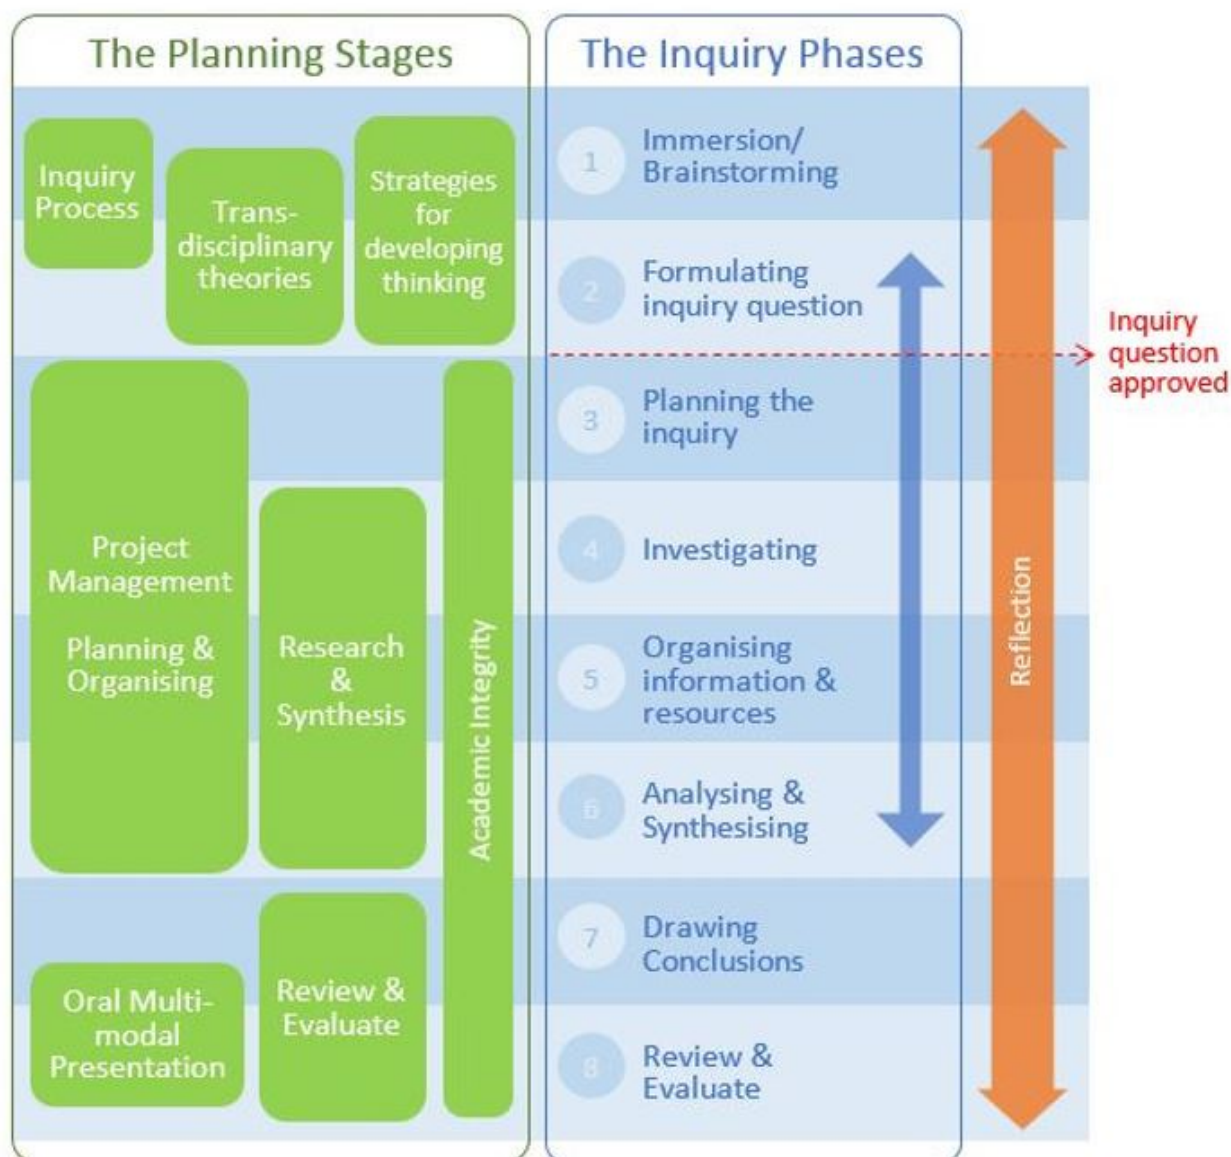 The Planning Stages
Inquiry
Process
Trans-
disciplinary
theories
Strategies
for
developing
thinking
Project
Management
Planning &
Organising
Research
&
Synthesis
Academic Integrity
Oral Multi-
modal
Presentation
Review &
Evaluate
The Inquiry Phases
1
Immersion/
Brainstorming
2
Formulating
inquiry question
3
Planning the
inquiry
4
Investigating
5
Organising
information &
resources
6
Analysing &
Synthesising
7
Drawing
Conclusions
8
Review &
Evaluate
Reflection
Inquiry
question
approved